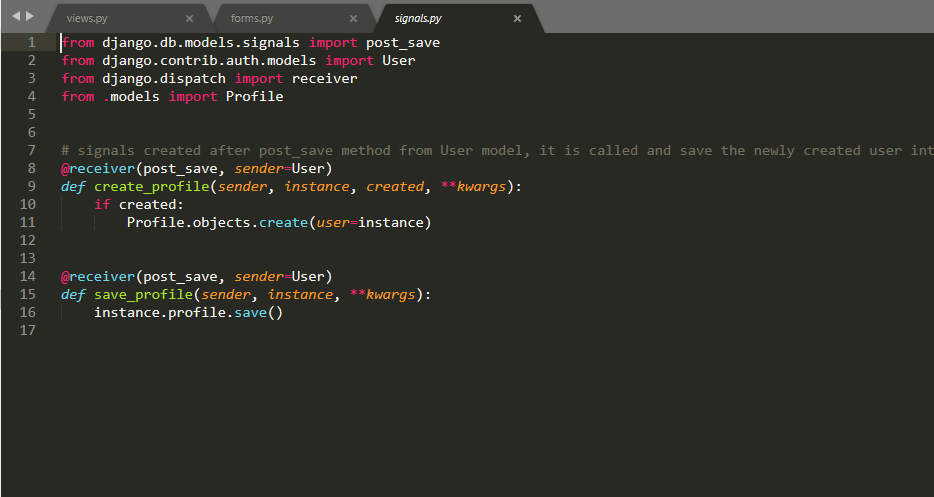 views.py × forms.py × signals.py ×
1 from django.db.models.signals import post_save
2 from django.contrib.auth.models import User
3 from django.dispatch import receiver
4 from .models import Profile
5
6
7 # signals created after post_save method from User model, it is called and save the newly created user int
8 @receiver(post_save, sender=User)
9 def create_profile(sender, instance, created, **kwargs):
10 if created:
11 Profile.objects.create(user=instance)
12
13
14 @receiver(post_save, sender=User)
15 def save_profile(sender, instance, **kwargs):
16 instance.profile.save()
17